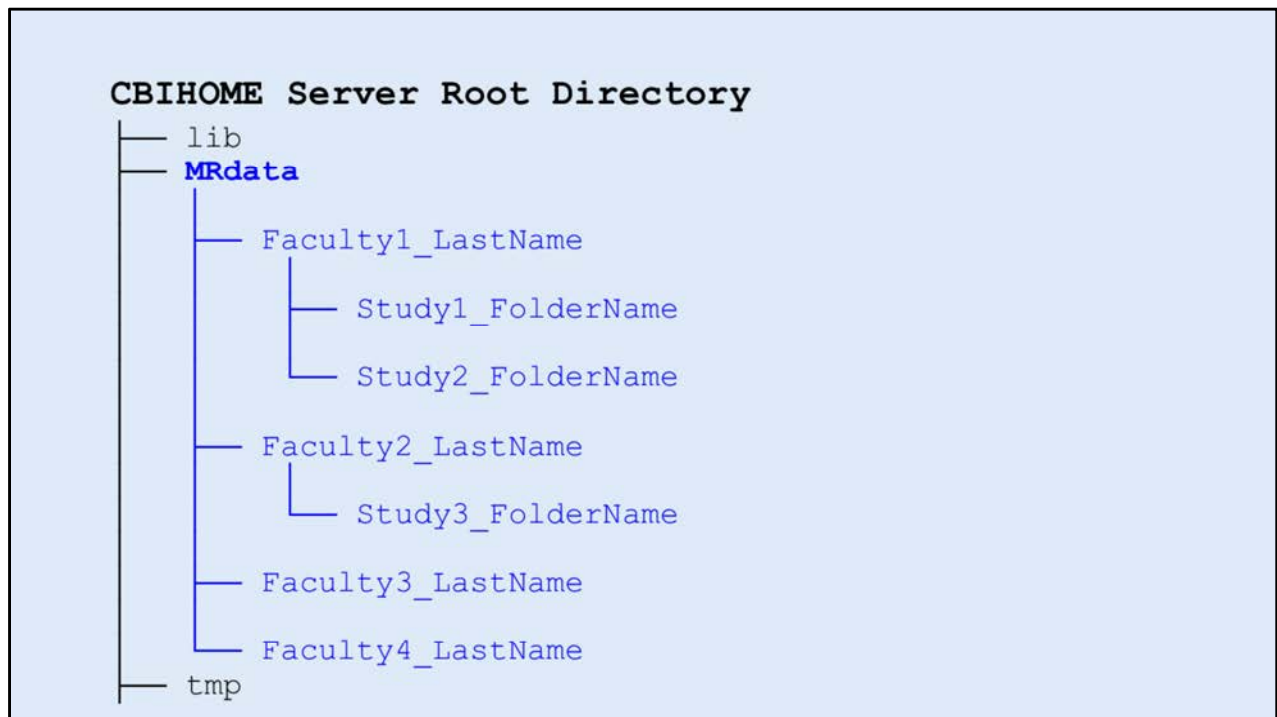 CBIHOME Server Root Directory
lib
MRdata
Faculty1_LastName
Study1_FolderName
Study2_FolderName
Faculty2_LastName
Study3_FolderName
Faculty3_LastName
Faculty4_LastName
tmp